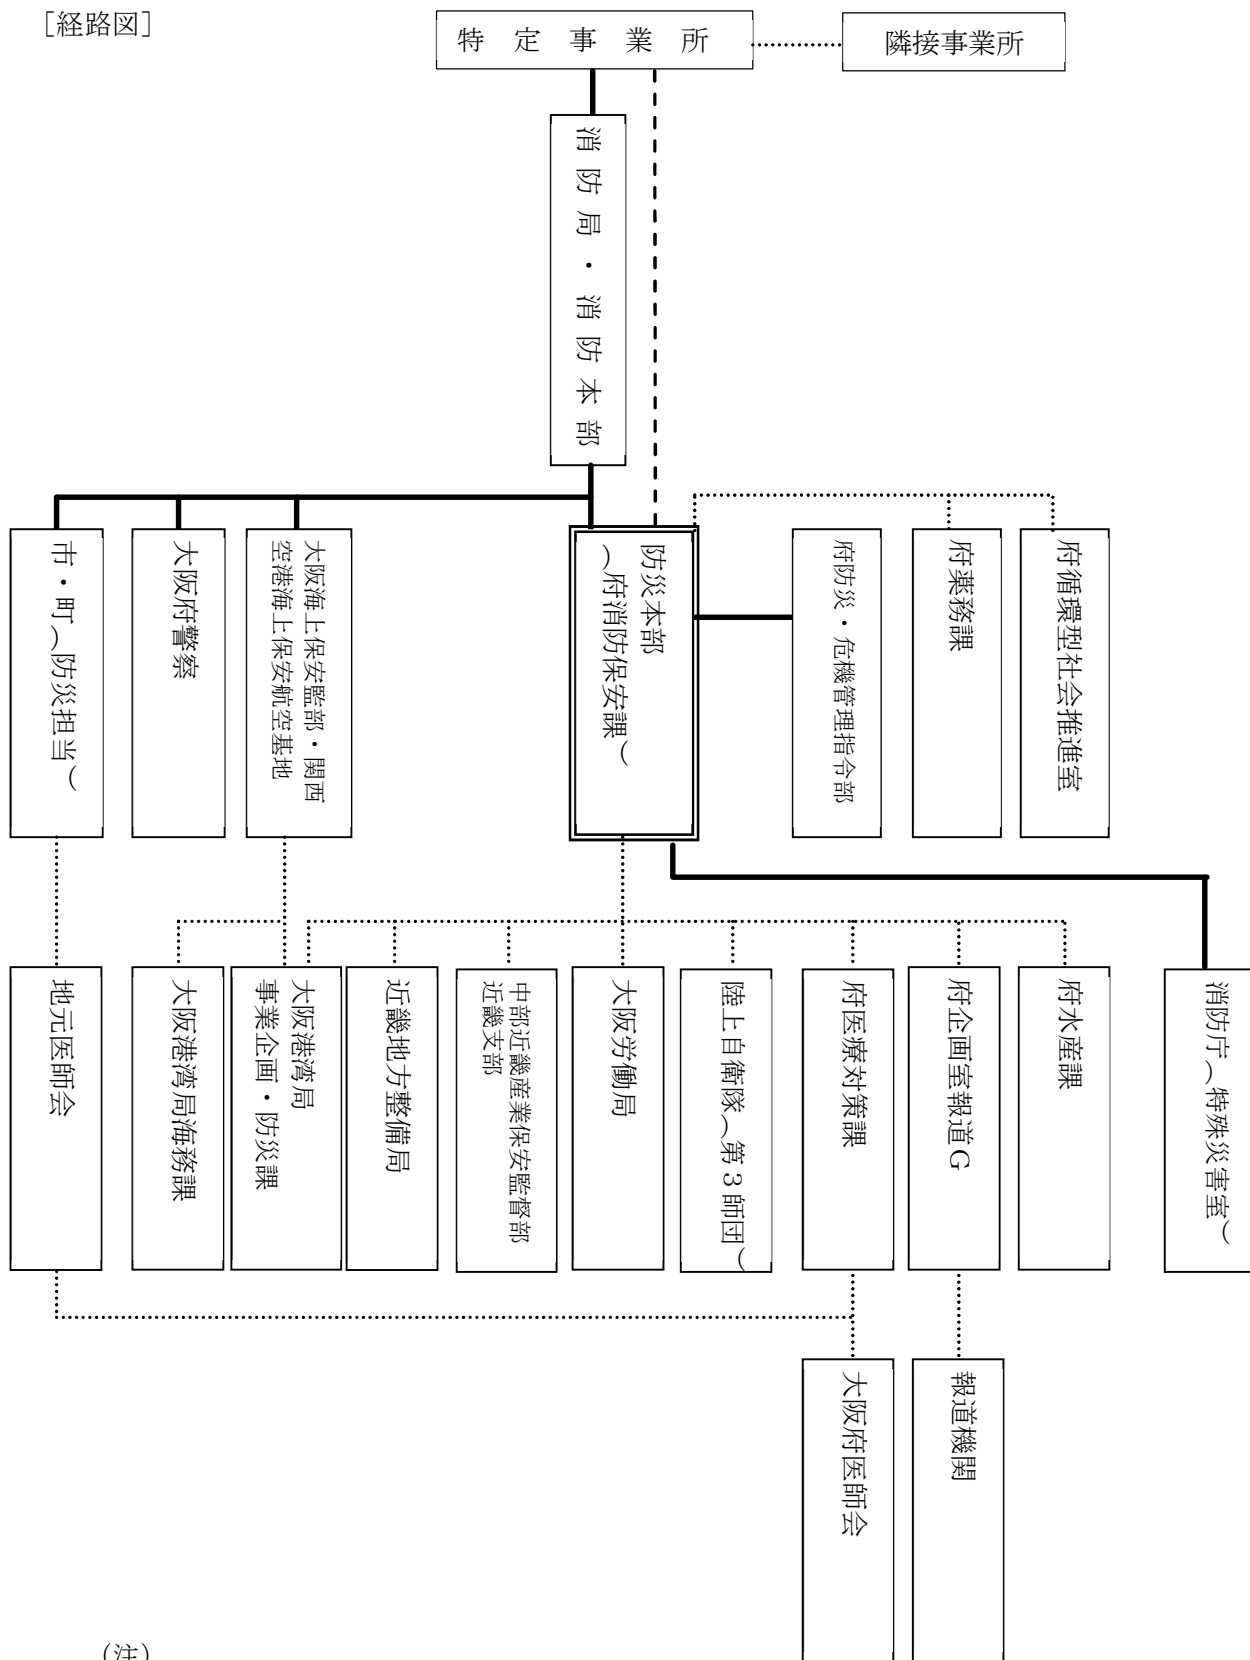 ［経路図］
特定事業所
隣接事業所
消防局・消防本部
防災本部
（府消防保安課）
府防災・危機管理指令部
府薬務課
府循環型社会推進室
大阪海上保安監部・関西
空港海上保安航空基地
大阪府警察
市・町（防災担当）
消防庁（特殊災害室）
府水産課
府企画室報道G
府医療対策課
陸上自衛隊（第３師団）
大阪労働局
中部近畿産業保安監督部
近畿支部
近畿地方整備局
大阪港湾局
事業企画・防災課
大阪港湾局海務課
地元医師会
報道機関
大阪府医師会
（注）